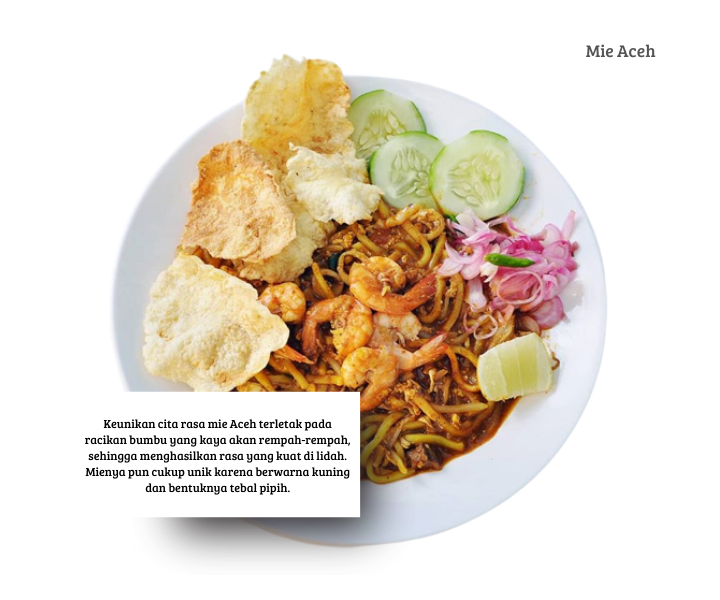 Mie Aceh
Keunikan cita rasa mie Aceh terletak pada
racikan bumbu yang kaya akan rempah-rempah,
sehingga menghasilkan rasa yang kuat di lidah.
Mienya pun cukup unik karena berwarna kuning
dan bentuknya tebal pipih.